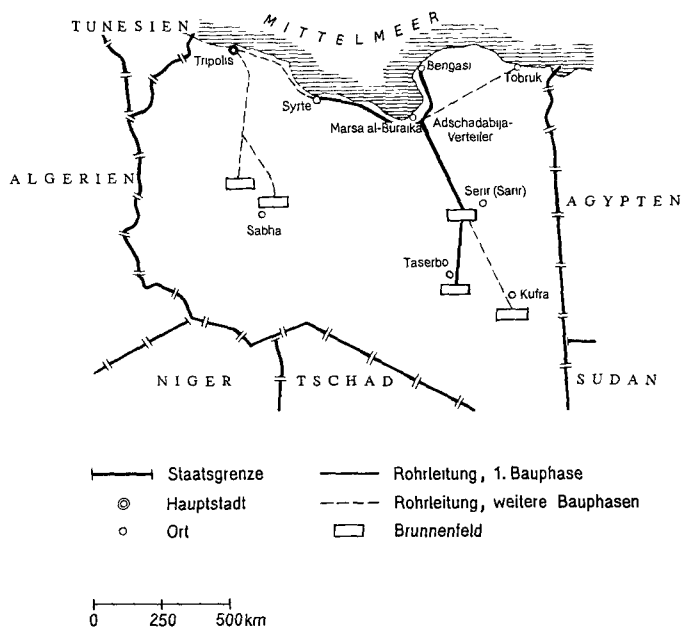 MITTELMEER
TUNESIEN
Tripolis
Bengasi
Tobruk
Syrte
Marsa al-Buraika
Adschadabija-
Verteiler
ALGERIEN
Serir (Sarir)
ÄGYPTEN
Sabha
Taserbo
Kufra
NIGER
TSCHAD
SUDAN
Staatsgrenze
Rohrleitung, 1. Bauphase
Hauptstadt
Rohrleitung, weitere Bauphasen
Ort
Brunnenfeld
0 250 500km